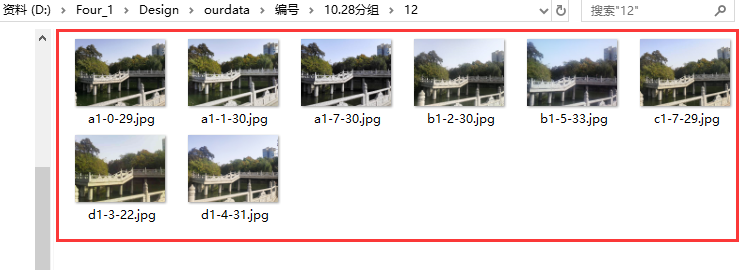 资料 (D:) > Four_1 > Design > ourdata > 编号 > 10.28分组 > 12 搜索"12"
a1-0-29.jpg a1-1-30.jpg a1-7-30.jpg b1-2-30.jpg b1-5-33.jpg c1-7-29.jpg
d1-3-22.jpg d1-4-31.jpg